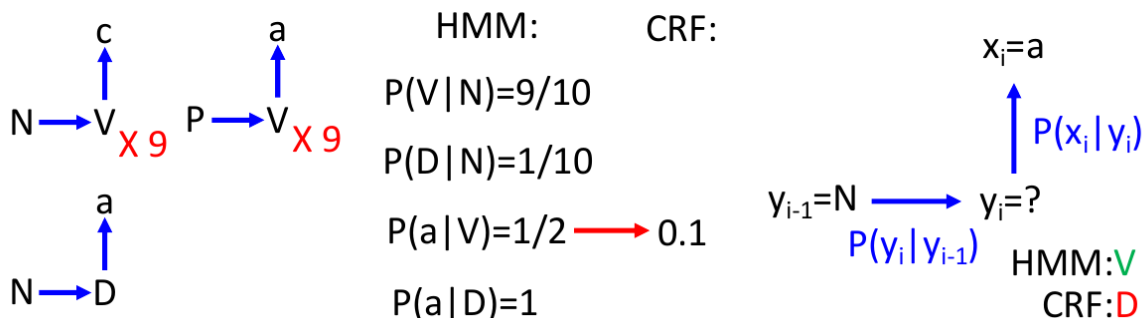 c
N V X 9
a
P V X 9
a
N D
HMM: CRF:
P(V|N)=9/10
P(D|N)=1/10
P(a|V)=1/2 0.1
P(a|D)=1
xᵢ=a
P(xᵢ|yᵢ)
yᵢ₋₁=N yᵢ=?
P(yᵢ|yᵢ₋₁)
HMM:V
CRF:D